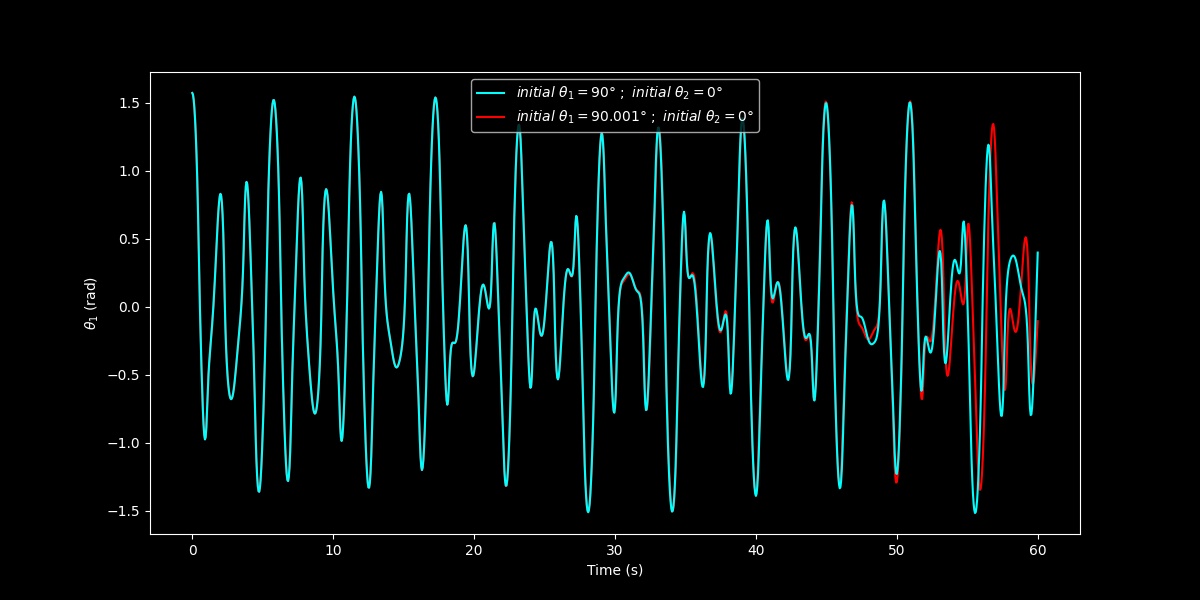 initial θ₁ = 90° ; initial θ₂ = 0°
initial θ₁ = 90.001° ; initial θ₂ = 0°
1.5
1.0
0.5
0.0
−0.5
−1.0
−1.5
θ₁ (rad)
0 10 20 30 40 50 60
Time (s)